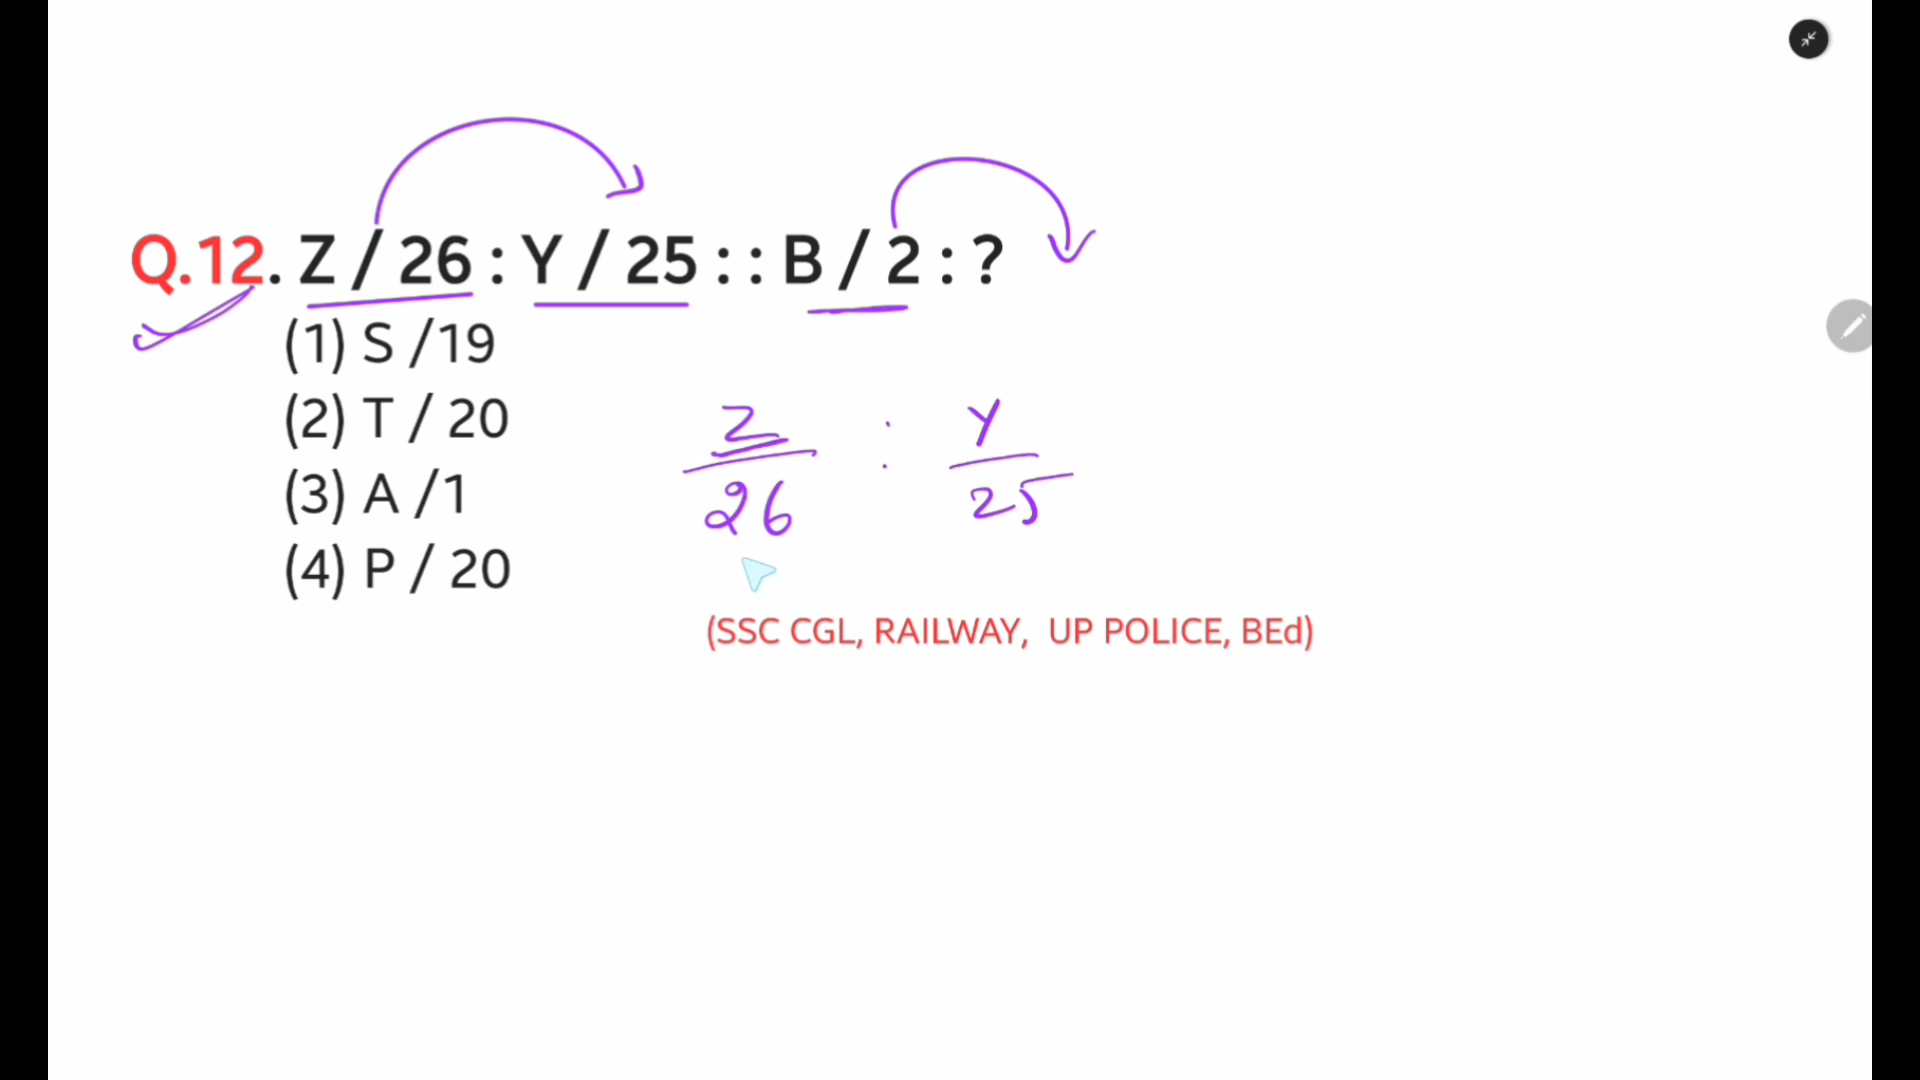 Q.12. Z / 26 : Y / 25 : : B / 2 : ?
(1) S /19
(2) T / 20
(3) A /1
(4) P / 20
Z : Y
26 25
(SSC CGL, RAILWAY, UP POLICE, BEd)